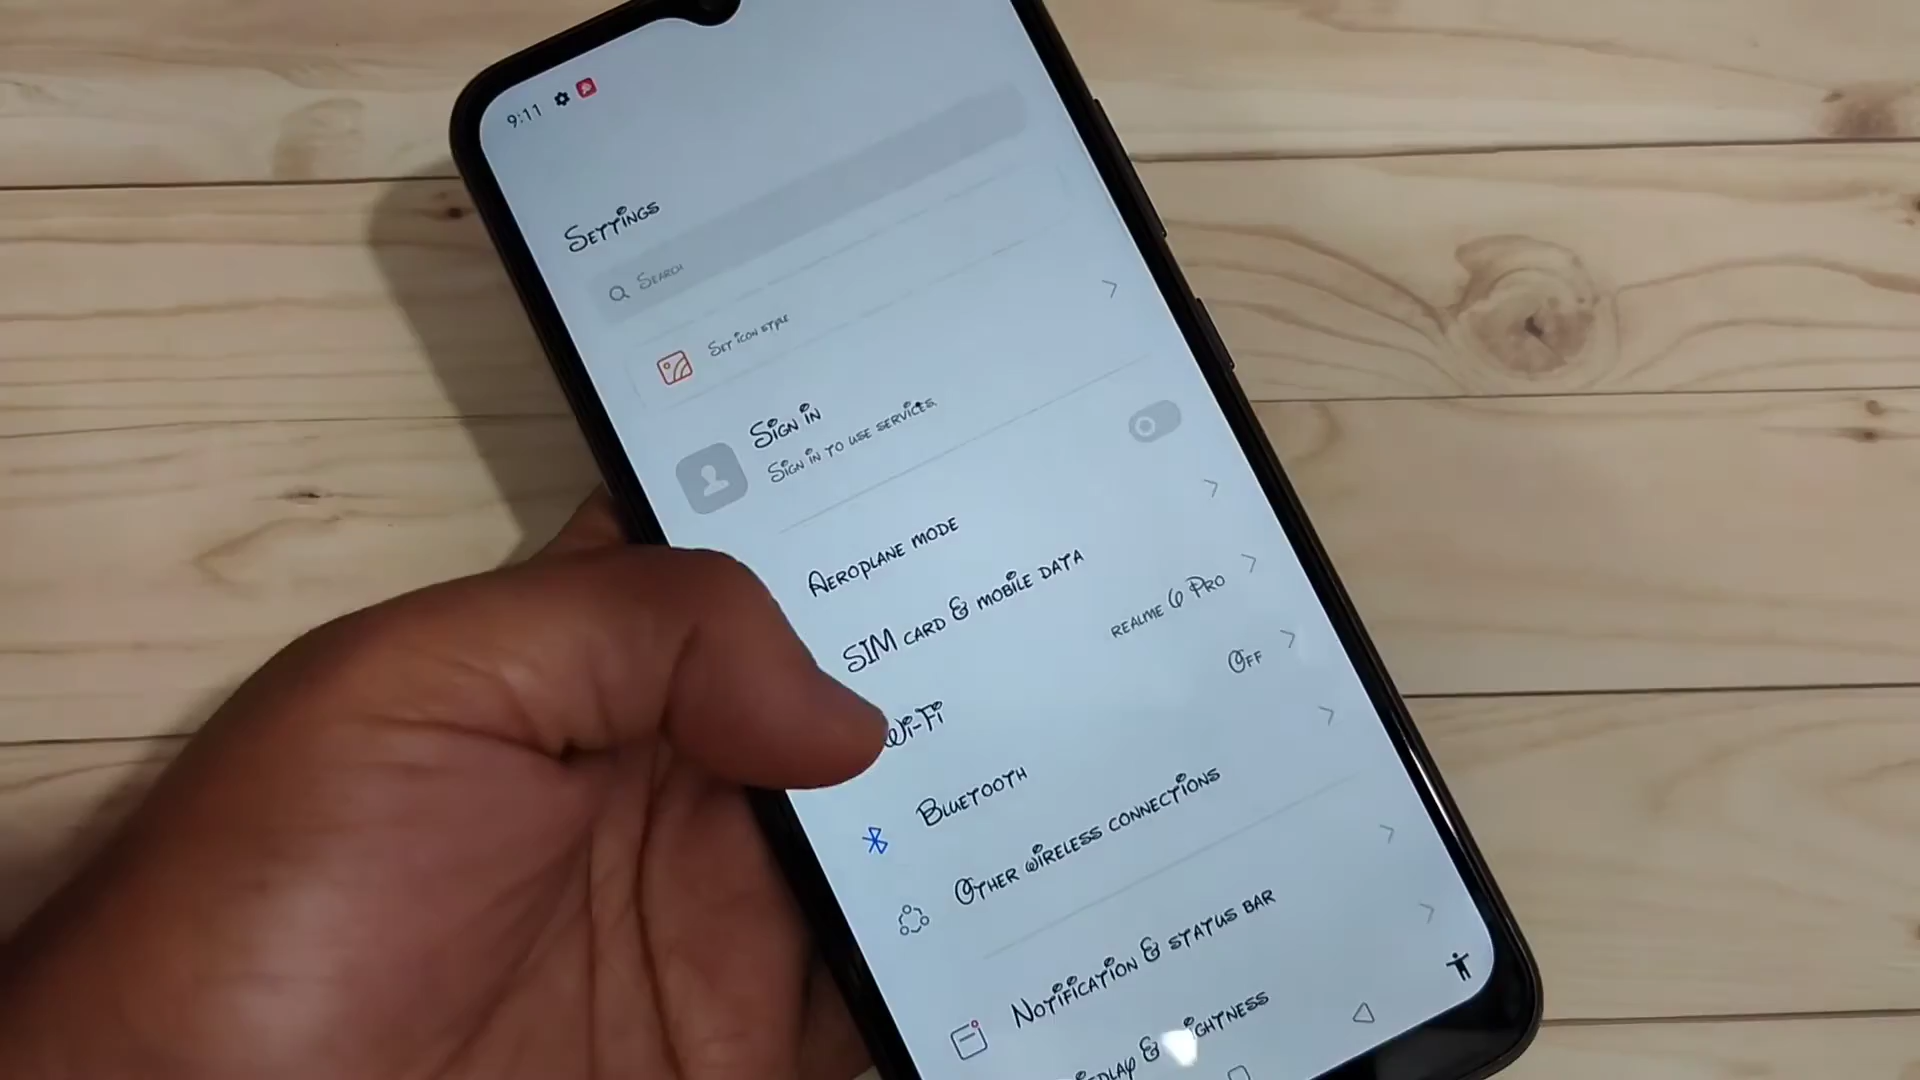 9:11
Settings
Search
Set icon style
Sign in
Sign in to use services
Aeroplane mode
SIM card & mobile data
Wi-Fi
realme 6 Pro
Bluetooth
Off
Other wireless connections
Notification & status bar
&